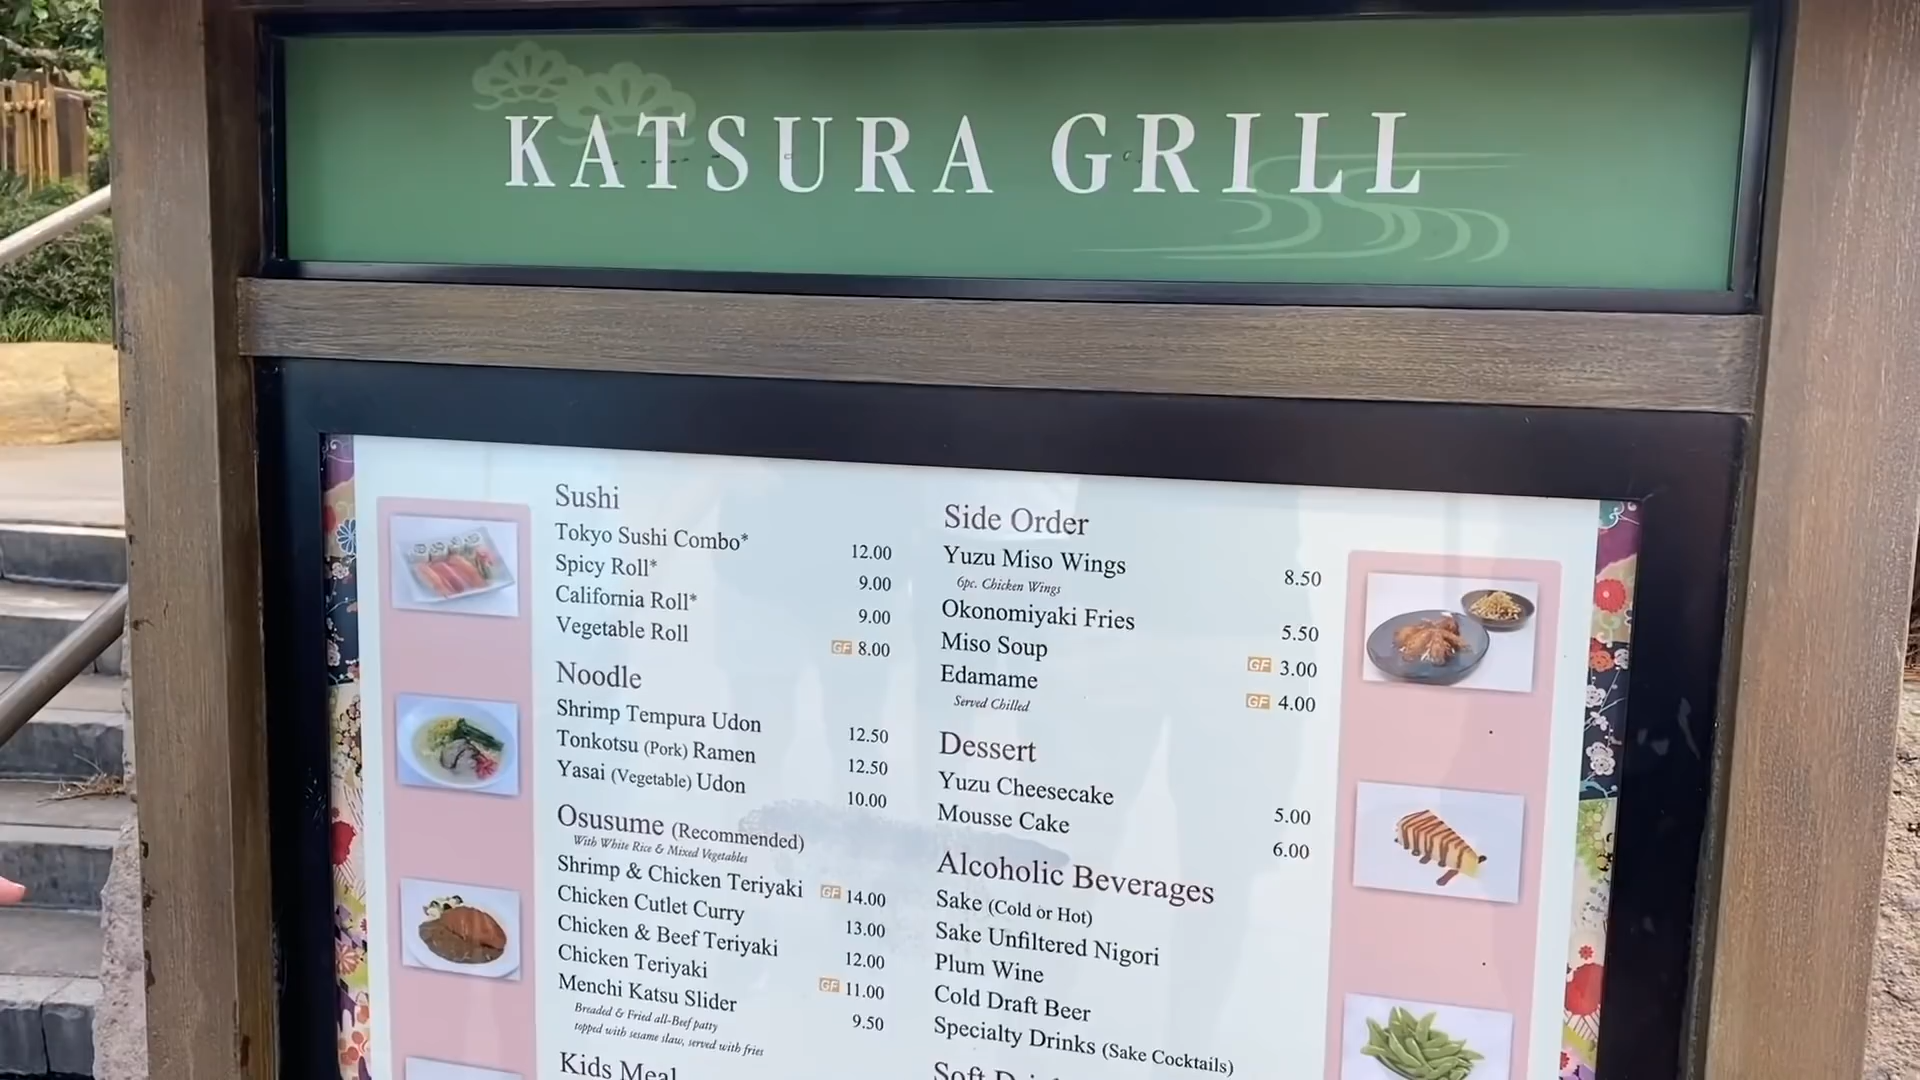 KATSURA GRILL
Sushi
Tokyo Sushi Combo* 12.00
Spicy Roll* 9.00
California Roll* 9.00
Vegetable Roll GF 8.00
Noodle
Shrimp Tempura Udon 12.50
Tonkotsu (Pork) Ramen 12.50
Yasai (Vegetable) Udon 10.00
Osusume (Recommended)
With White Rice & Mixed Vegetables
Shrimp & Chicken Teriyaki GF 14.00
Chicken Cutlet Curry 13.00
Chicken & Beef Teriyaki 12.00
Chicken Teriyaki GF 11.00
Menchi Katsu Slider 9.50
Breaded & Fried all-Beef patty
topped with sesame slaw, served with fries
Kids Meal
Side Order
Yuzu Miso Wings 8.50
6pc. Chicken Wings
Okonomiyaki Fries 5.50
Miso Soup GF 3.00
Edamame GF 4.00
Served Chilled
Dessert
Yuzu Cheesecake 5.00
Mousse Cake 6.00
Alcoholic Beverages
Sake (Cold or Hot)
Sake Unfiltered Nigori
Plum Wine
Cold Draft Beer
Specialty Drinks (Sake Cocktails)
Soft